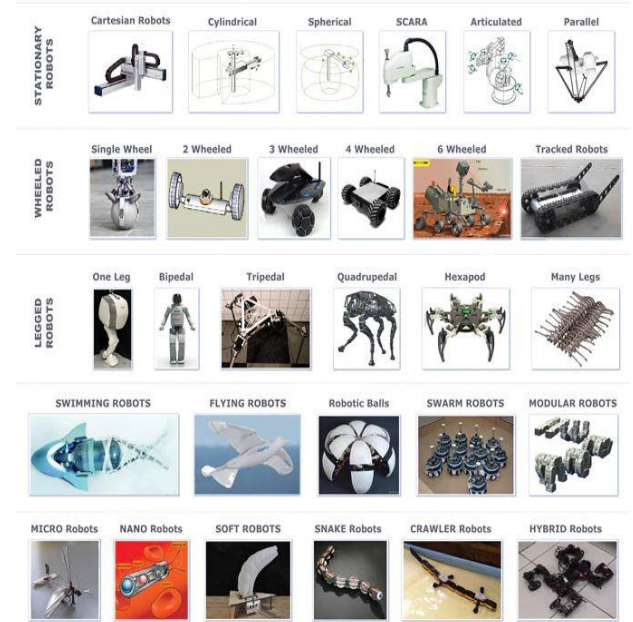 STATIONARY
ROBOTS
Cartesian Robots
Cylindrical
Spherical
SCARA
Articulated
Parallel
WHEELED
ROBOTS
Single Wheel
2 Wheeled
3 Wheeled
4 Wheeled
6 Wheeled
Tracked Robots
LEGGED
ROBOTS
One Leg
Bipedal
Tripedal
Quadrupedal
Hexapod
Many Legs
SWIMMING ROBOTS
FLYING ROBOTS
Robotic Balls
SWARM ROBOTS
MODULAR ROBOTS
MICRO Robots
NANO Robots
SOFT ROBOTS
SNAKE Robots
CRAWLER Robots
HYBRID Robots